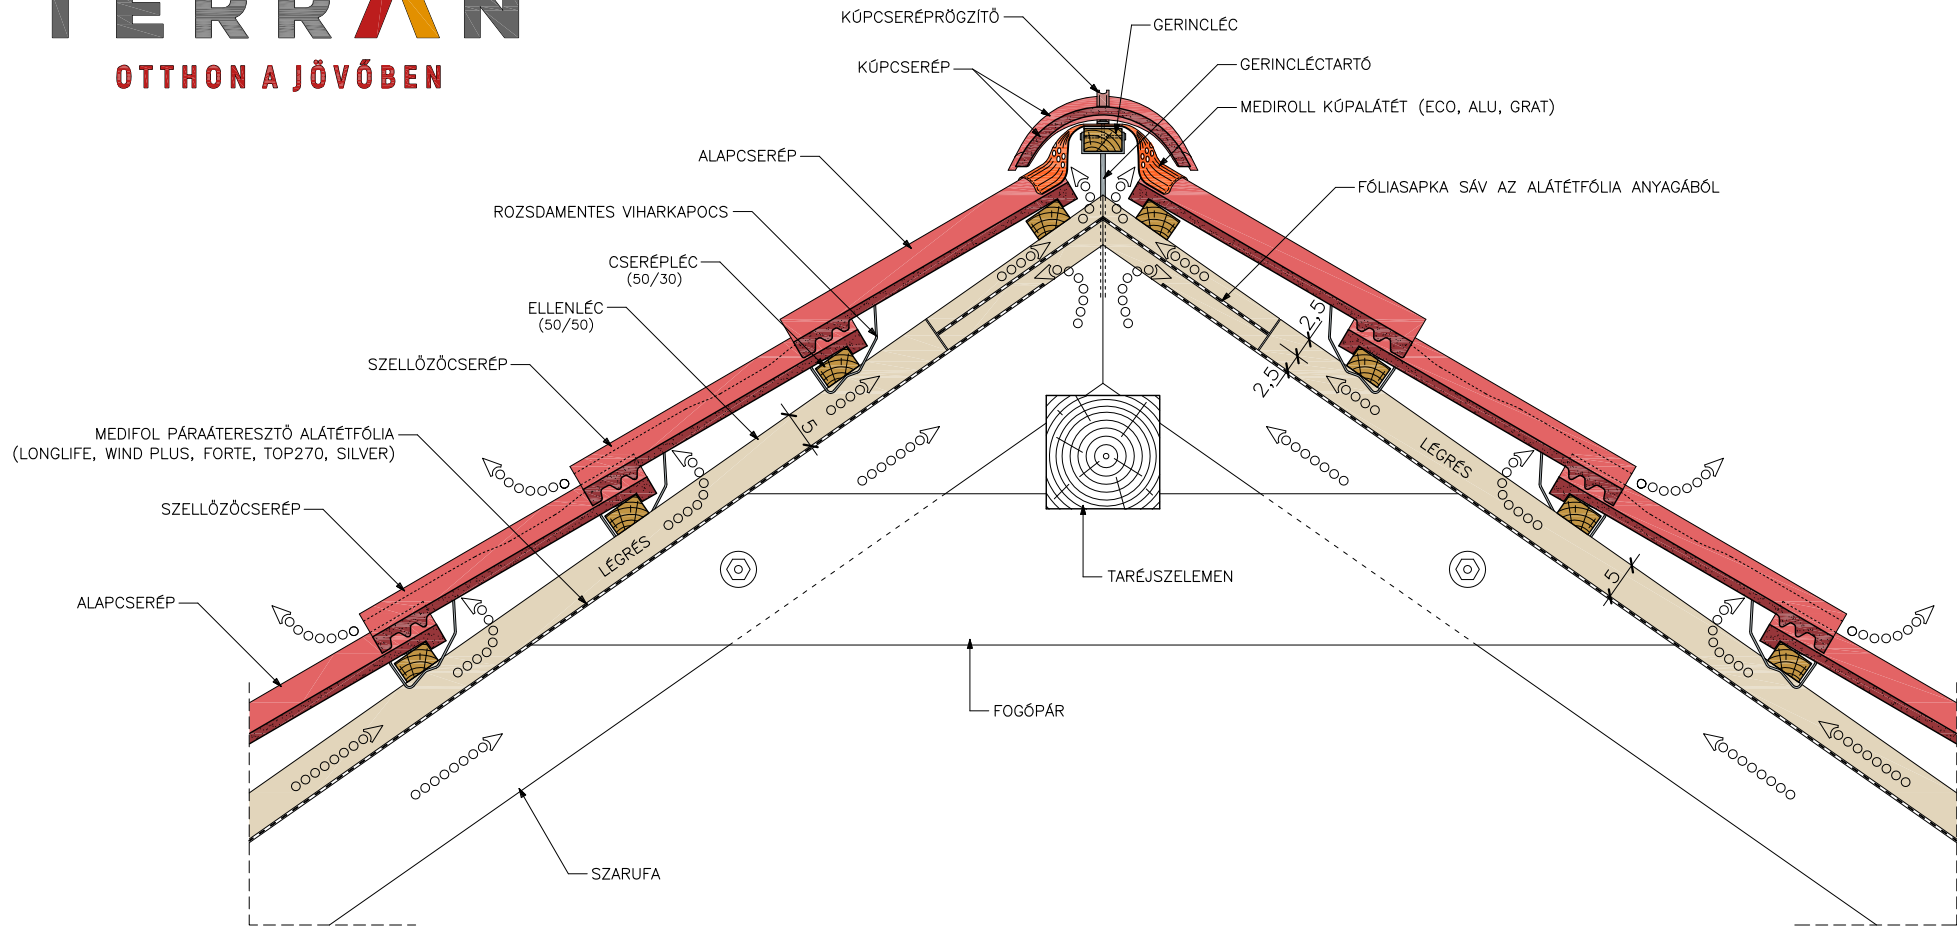 TERRAN
OTTHON A JÖVŐBEN
KÚPCSERÉPRÖGZÍTŐ
GERINCLÉC
KÚPCSERÉP
GERINCLÉCTARTÓ
MEDIROLL KÚPALÁTÉT (ECO, ALU, GRAT)
ALAPCSERÉP
FÓLIASAPKA SÁV AZ ALÁTÉTFÓLIA ANYAGÁBÓL
ROZSDAMENTES VIHARKAPOCS
CSERÉPLÉC
(50/30)
ELLENLÉC
(50/50)
2,5
2,5
SZELLŐZŐCSERÉP
5
MEDIFOL PÁRAÁTERESZTŐ ALÁTÉTFÓLIA
(LONGLIFE, WIND PLUS, FORTE, TOP270, SILVER)
LÉGRÉS
SZELLŐZŐCSERÉP
LÉGRÉS
5
TARÉJSZELEMEN
ALAPCSERÉP
FOGÓPÁR
SZARUFA